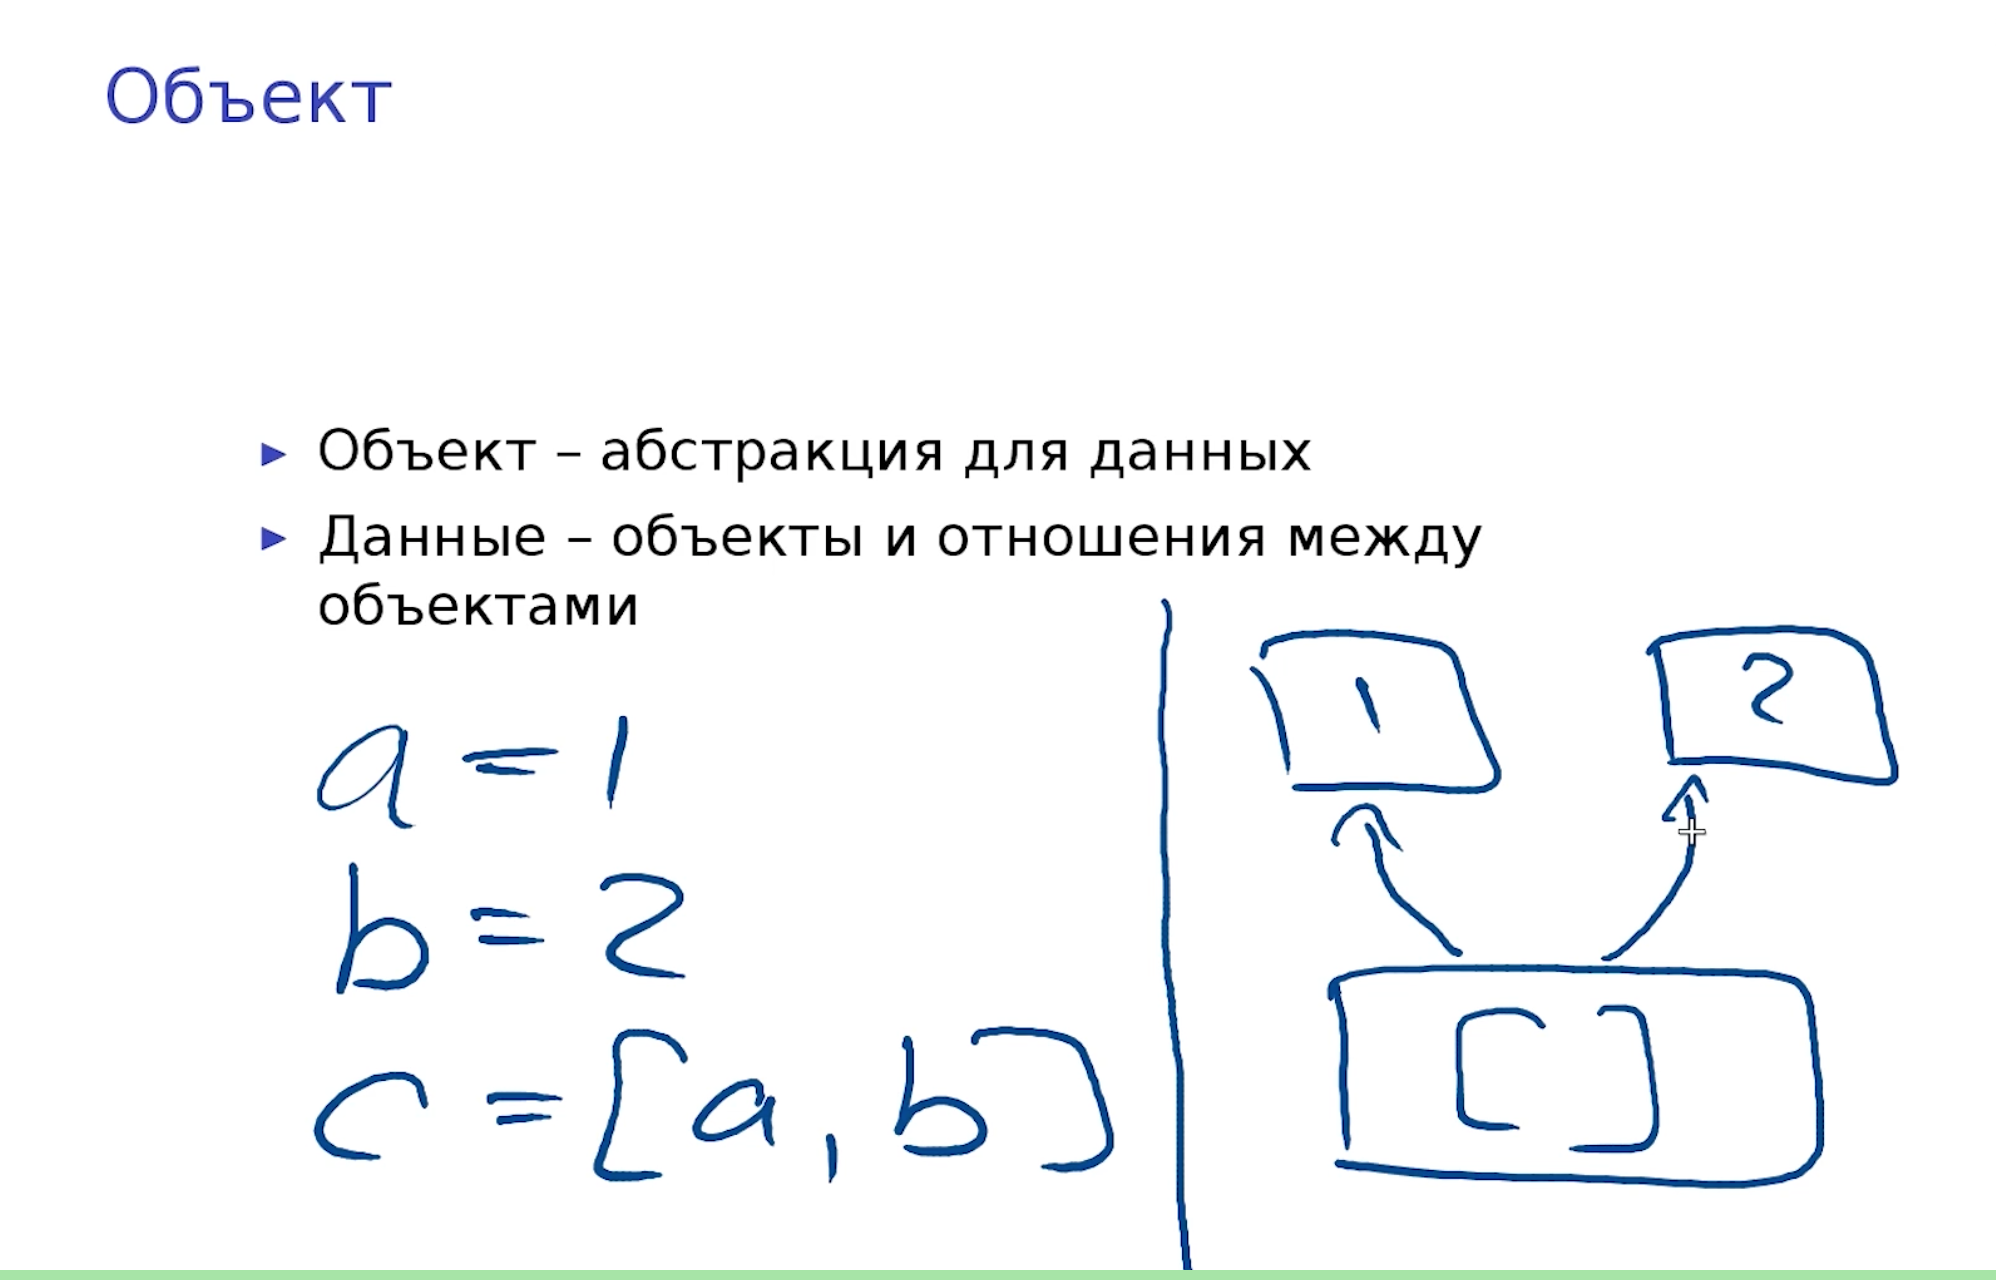 Объект
Объект – абстракция для данных
Данные – объекты и отношения между
объектами
a = 1
b = 2
c = [a, b]
1
2
[ ]